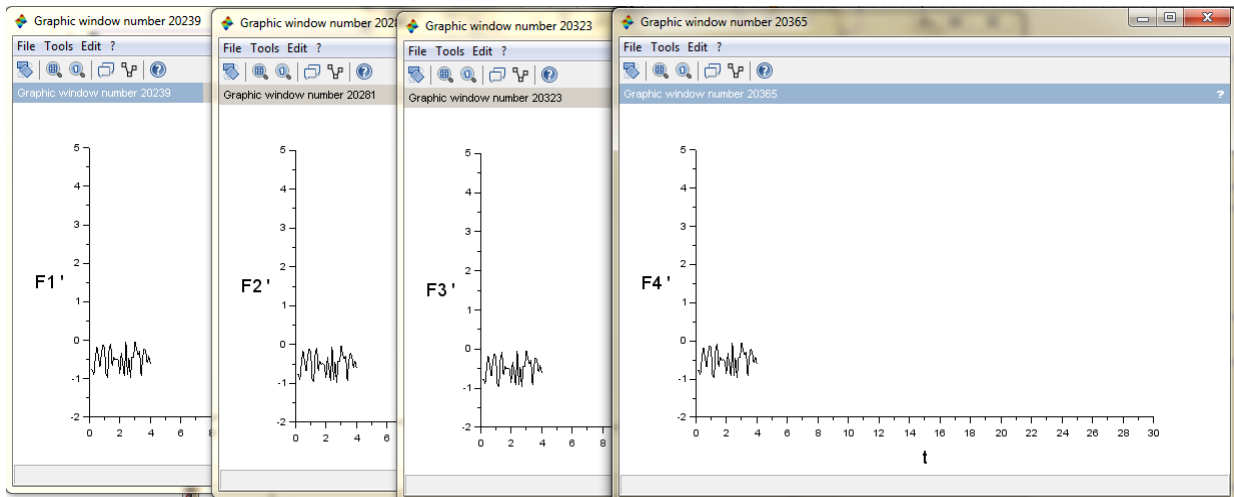 Graphic window number 20239
File Tools Edit ?
Graphic window number 20239
5
4
3
2
1
0
-1
-2
F1 '
0 2 4 6 8
Graphic window number 202
File Tools Edit ?
Graphic window number 20281
5
4
3
2
1
0
-1
-2
F2 '
0 2 4 6
Graphic window number 20323
File Tools Edit ?
Graphic window number 20323
5
4
3
2
1
0
-1
-2
F3 '
0 2 4 6 8
Graphic window number 20365
File Tools Edit ?
Graphic window number 20365 ?
5
4
3
2
1
0
-1
-2
F4 '
0 2 4 6 8 10 12 14 16 18 20 22 24 26 28 30
t